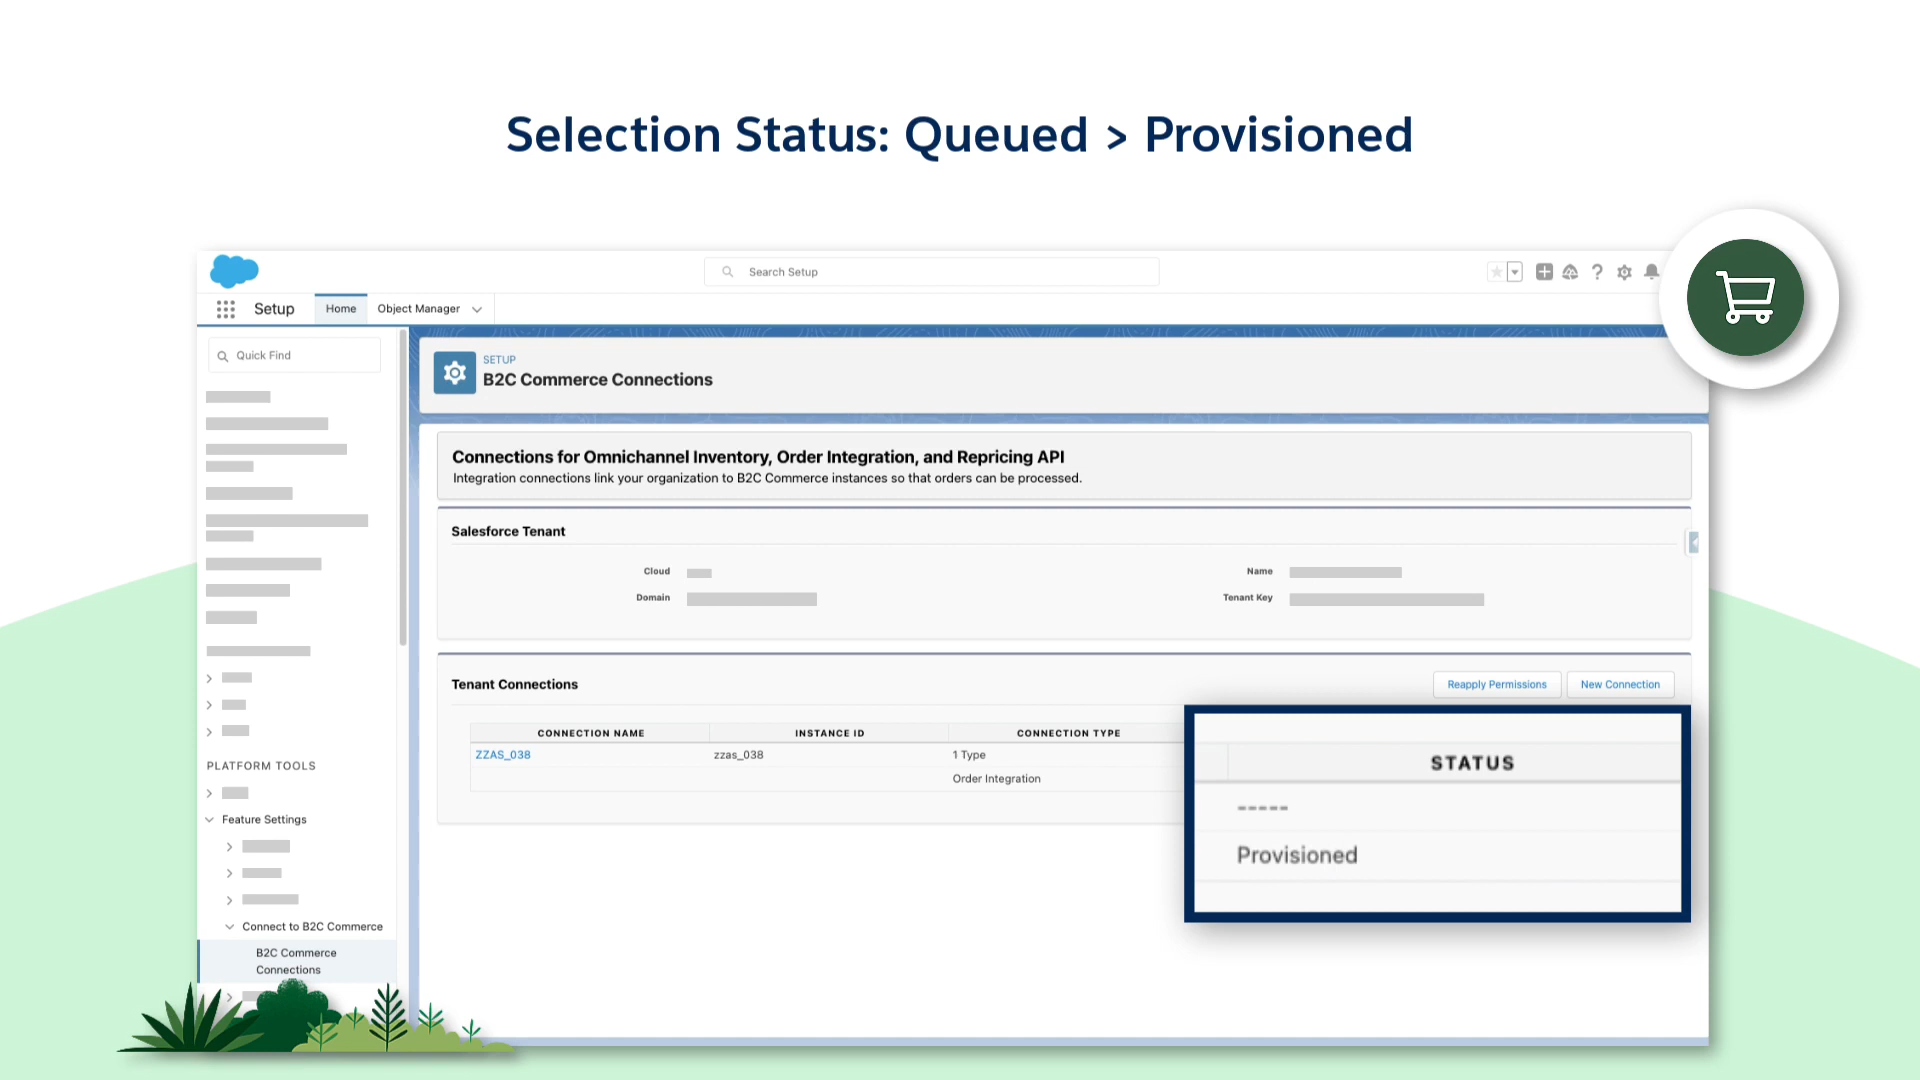 Selection Status: Queued > Provisioned
Search Setup
Setup
Home
Object Manager
Quick Find
SETUP
B2C Commerce Connections
Connections for Omnichannel Inventory, Order Integration, and Repricing API
Integration connections link your organization to B2C Commerce instances so that orders can be processed.
Salesforce Tenant
Cloud
Name
Domain
Tenant Key
Tenant Connections
Reapply Permissions
New Connection
CONNECTION NAME
INSTANCE ID
CONNECTION TYPE
STATUS
ZZAS_038
zzas_038
1 Type
-----
Order Integration
Provisioned
PLATFORM TOOLS
Feature Settings
Connect to B2C Commerce
B2C Commerce
Connections